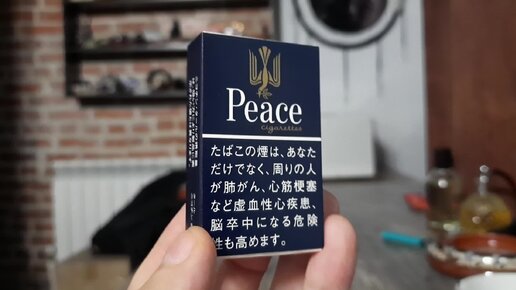 Peace
cigarettes
たばこの煙は、あなた
だけでなく、周りの人
が肺がん、心筋梗塞
など虚血性心疾患、
脳卒中になる危険
性も高めます。